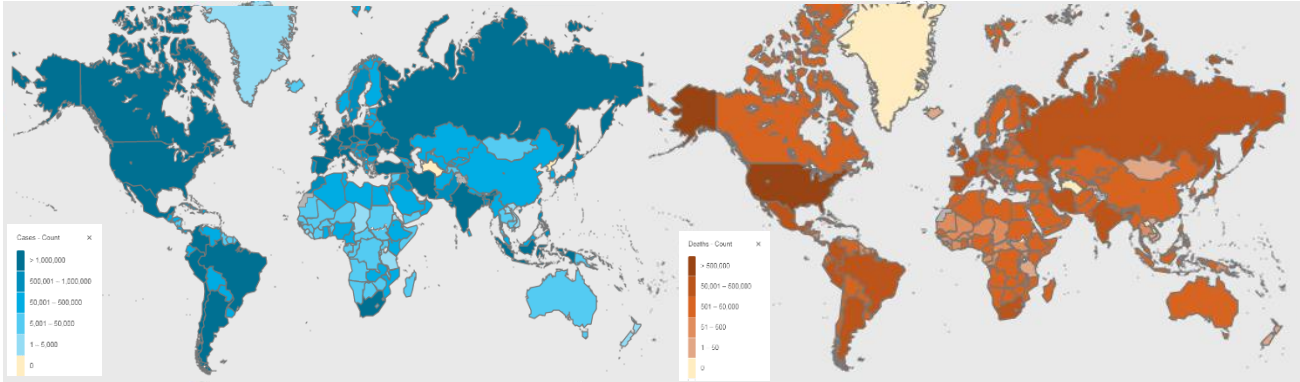 Cases - Count ×
> 1,000,000
500,001 – 1,000,000
50,001 – 500,000
5,001 – 50,000
1 – 5,000
0
Deaths - Count ×
> 500,000
50,001 – 500,000
501 – 50,000
51 – 500
1 – 50
0